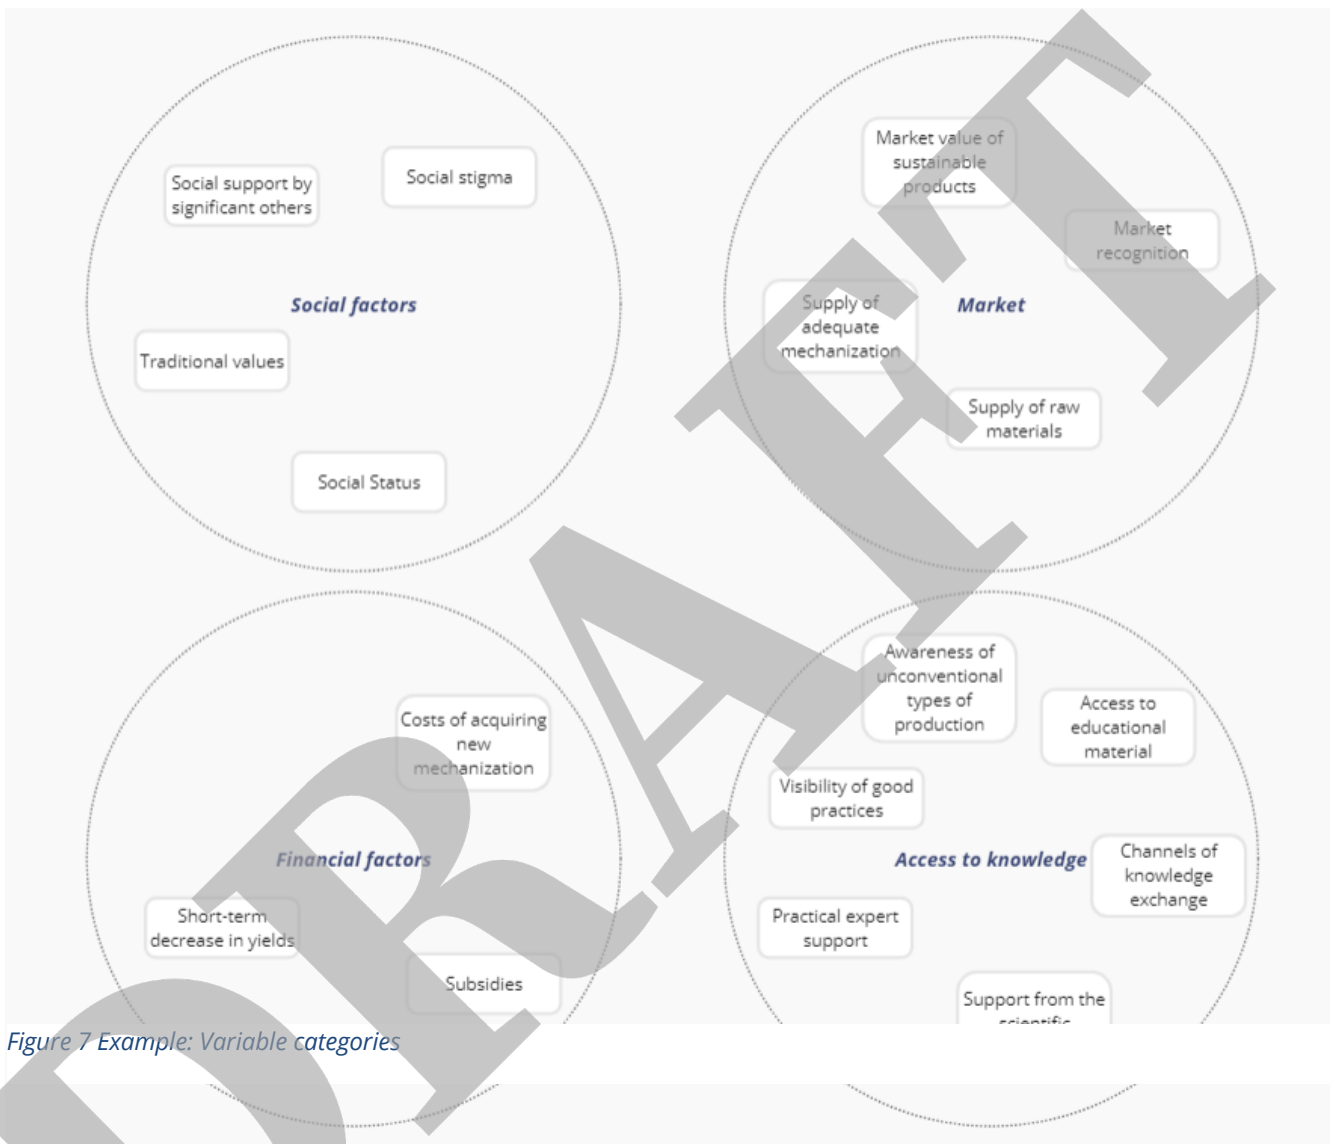 Social support by
significant others
Social stigma
Social factors
Traditional values
Social Status
Market value of
sustainable
products
Market
recognition
Supply of
adequate
mechanization
Market
Supply of raw
materials
Costs of acquiring
new
mechanization
Financial factors
Short-term
decrease in yields
Subsidies
Awareness of
unconventional
types of
production
Access to
educational
material
Visibility of good
practices
Access to knowledge
Channels of
knowledge
exchange
Practical expert
support
Support from the
scientific
Figure 7 Example: Variable categories
DRAFT